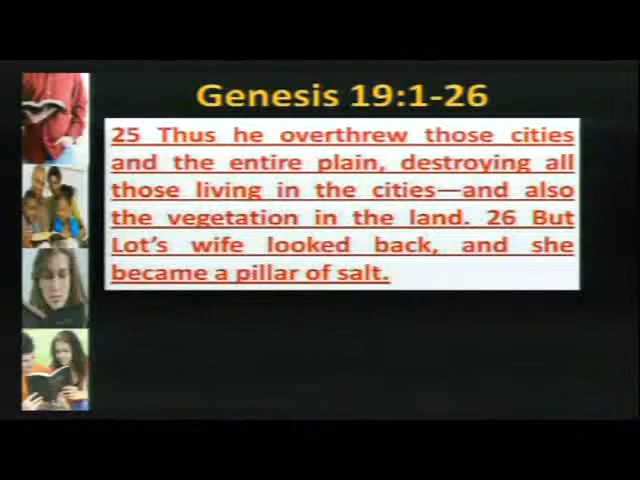 Genesis 19:1-26
25 Thus he overthrew those cities
and the entire plain, destroying all
those living in the cities—and also
the vegetation in the land. 26 But
Lot's wife looked back, and she
became a pillar of salt.